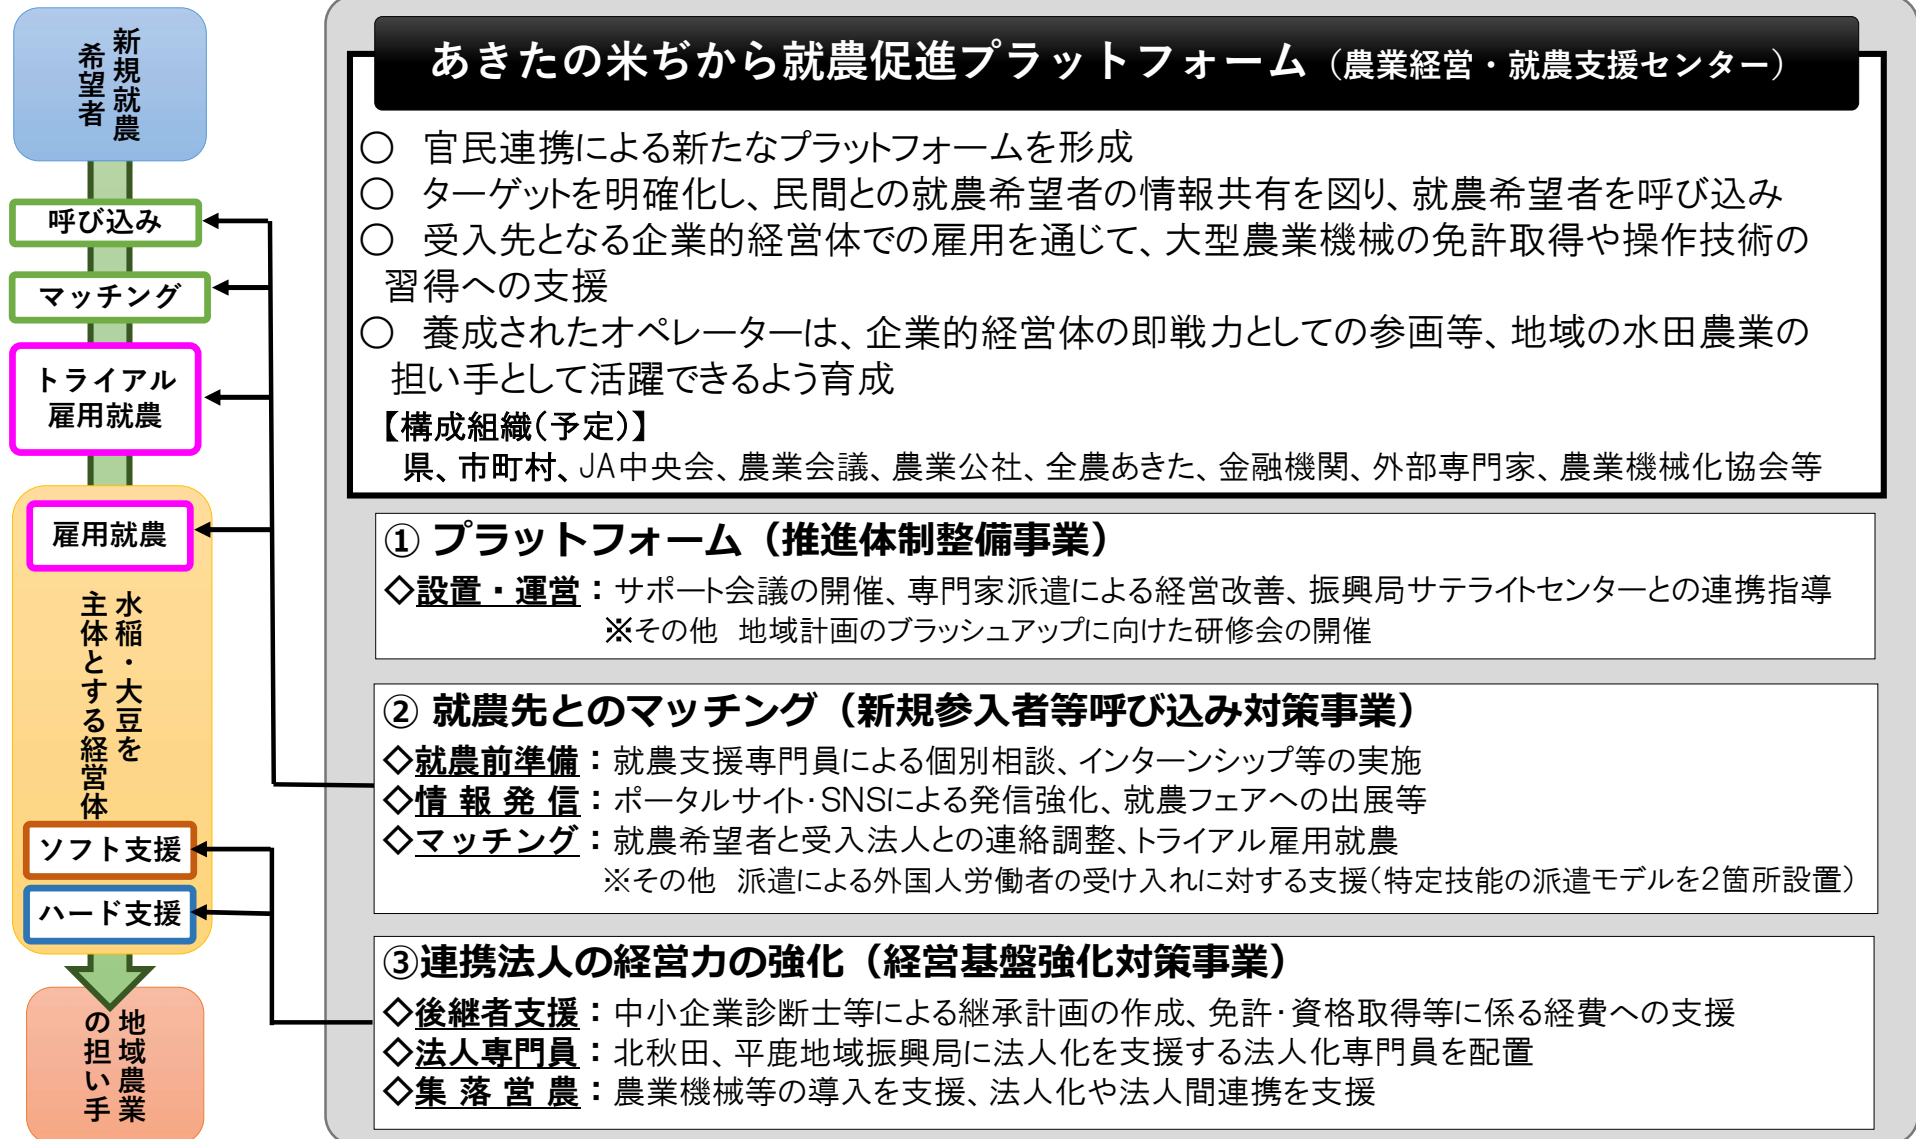 新規就農
希望者
呼び込み
マッチング
トライアル
雇用就農
雇用就農
水稲・大豆を
主体とする経営体
ソフト支援
ハード支援
地域農業
の担い手
あきたの米ぢから就農促進プラットフォーム（農業経営・就農支援センター）
○ 官民連携による新たなプラットフォームを形成
○ ターゲットを明確化し、民間との就農希望者の情報共有を図り、就農希望者を呼び込み
○ 受入先となる企業的経営体での雇用を通じて、大型農業機械の免許取得や操作技術の
習得への支援
○ 養成されたオペレーターは、企業的経営体の即戦力としての参画等、地域の水田農業の
担い手として活躍できるよう育成
【構成組織（予定）】
県、市町村、JA中央会、農業会議、農業公社、全農あきた、金融機関、外部専門家、農業機械化協会等
① プラットフォーム（推進体制整備事業）
◇設置・運営：サポート会議の開催、専門家派遣による経営改善、振興局サテライトセンターとの連携指導
※その他 地域計画のブラッシュアップに向けた研修会の開催
② 就農先とのマッチング（新規参入者等呼び込み対策事業）
◇就農前準備：就農支援専門員による個別相談、インターンシップ等の実施
◇情 報 発 信：ポータルサイト・SNSによる発信強化、就農フェアへの出展等
◇マッチング：就農希望者と受入法人との連絡調整、トライアル雇用就農
※その他 派遣による外国人労働者の受け入れに対する支援（特定技能の派遣モデルを２箇所設置）
③連携法人の経営力の強化（経営基盤強化対策事業）
◇後継者支援：中小企業診断士等による継承計画の作成、免許・資格取得等に係る経費への支援
◇法人専門員：北秋田、平鹿地域振興局に法人化を支援する法人化専門員を配置
◇集 落 営 農：農業機械等の導入を支援、法人化や法人間連携を支援